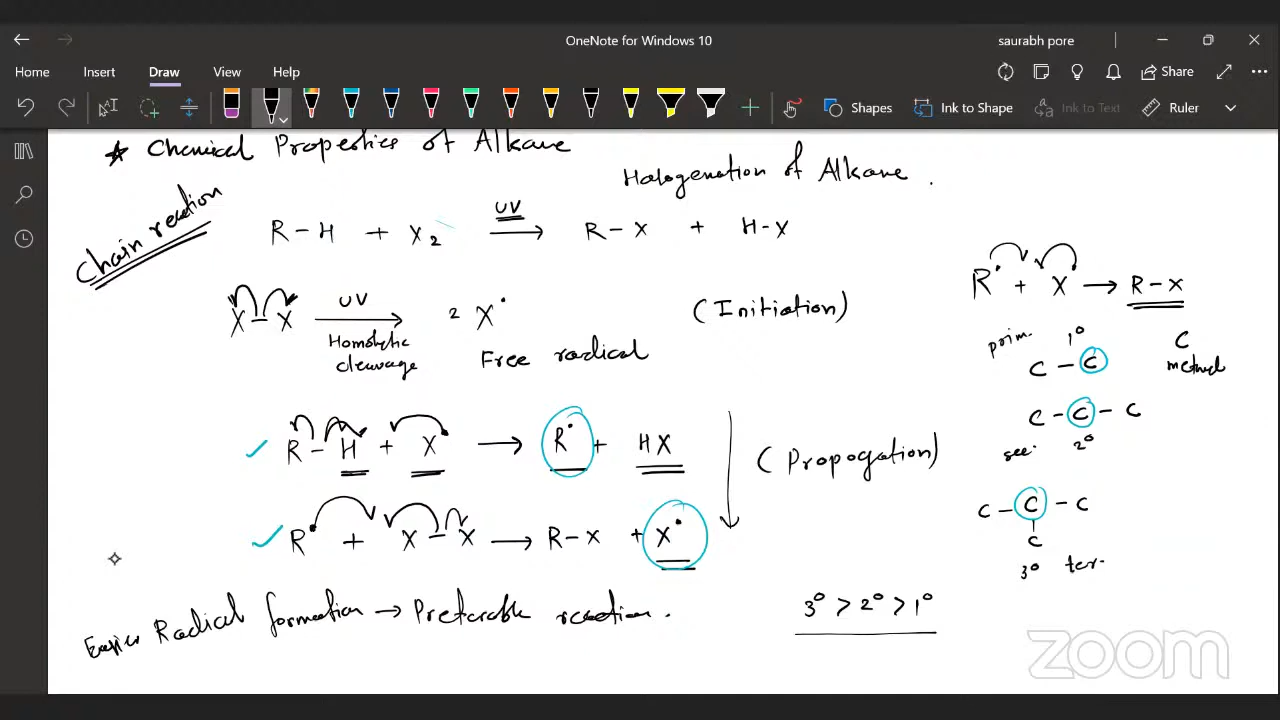 OneNote for Windows 10
saurabh pore
Home Insert Draw View Help
Share
Shapes
Ink to Shape
Ink to Text
Ruler
★ Chemical Properties of Alkane
Halogenation of Alkane .
Chain reaction
R – H + X2 UV → R – X + H – X
X – X UV → 2 X•
Homolytic
cleavage
Free radical
(Initiation)
R – H + X → R• + HX
(Propogation)
R• + X – X → R – X + X•
Easier Radical formation → Preferable reaction .
3° > 2° > 1°
R• + X• → R – X
prim. 1°
C – C
C
methyl
C – C – C
sec. 2°
C – C – C
C
3° ter.
zoom